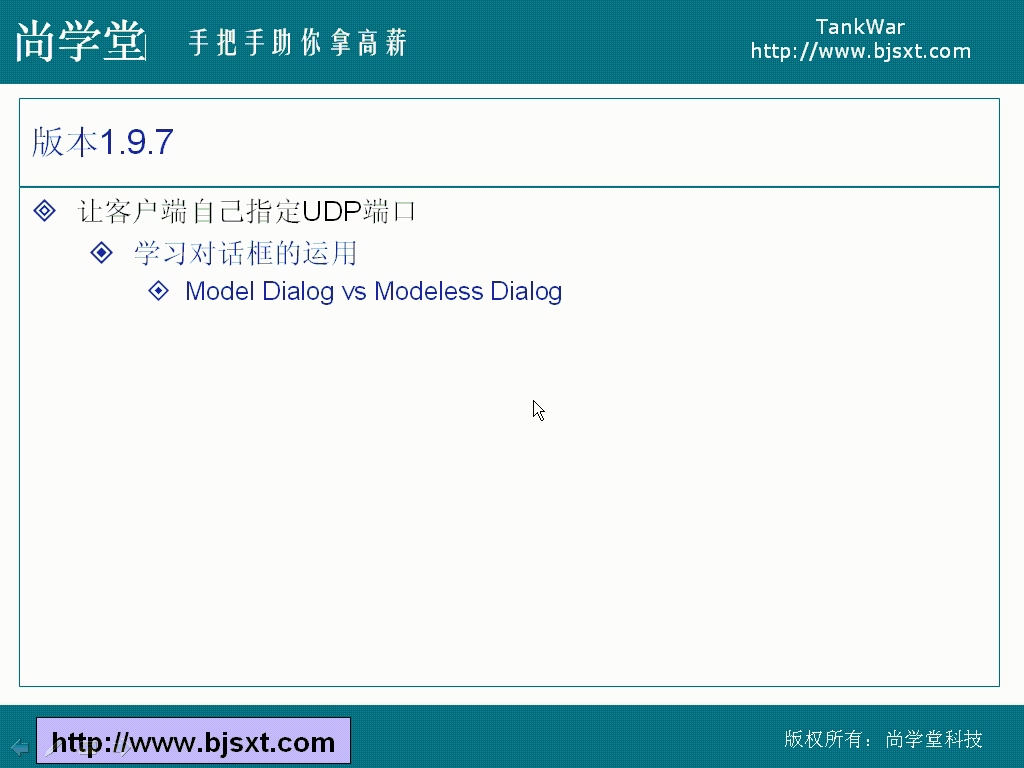 尚学堂 手把手助你拿高薪
TankWar
http://www.bjsxt.com
版本1.9.7
让客户端自己指定UDP端口
学习对话框的运用
Model Dialog vs Modeless Dialog
http://www.bjsxt.com
版权所有：尚学堂科技